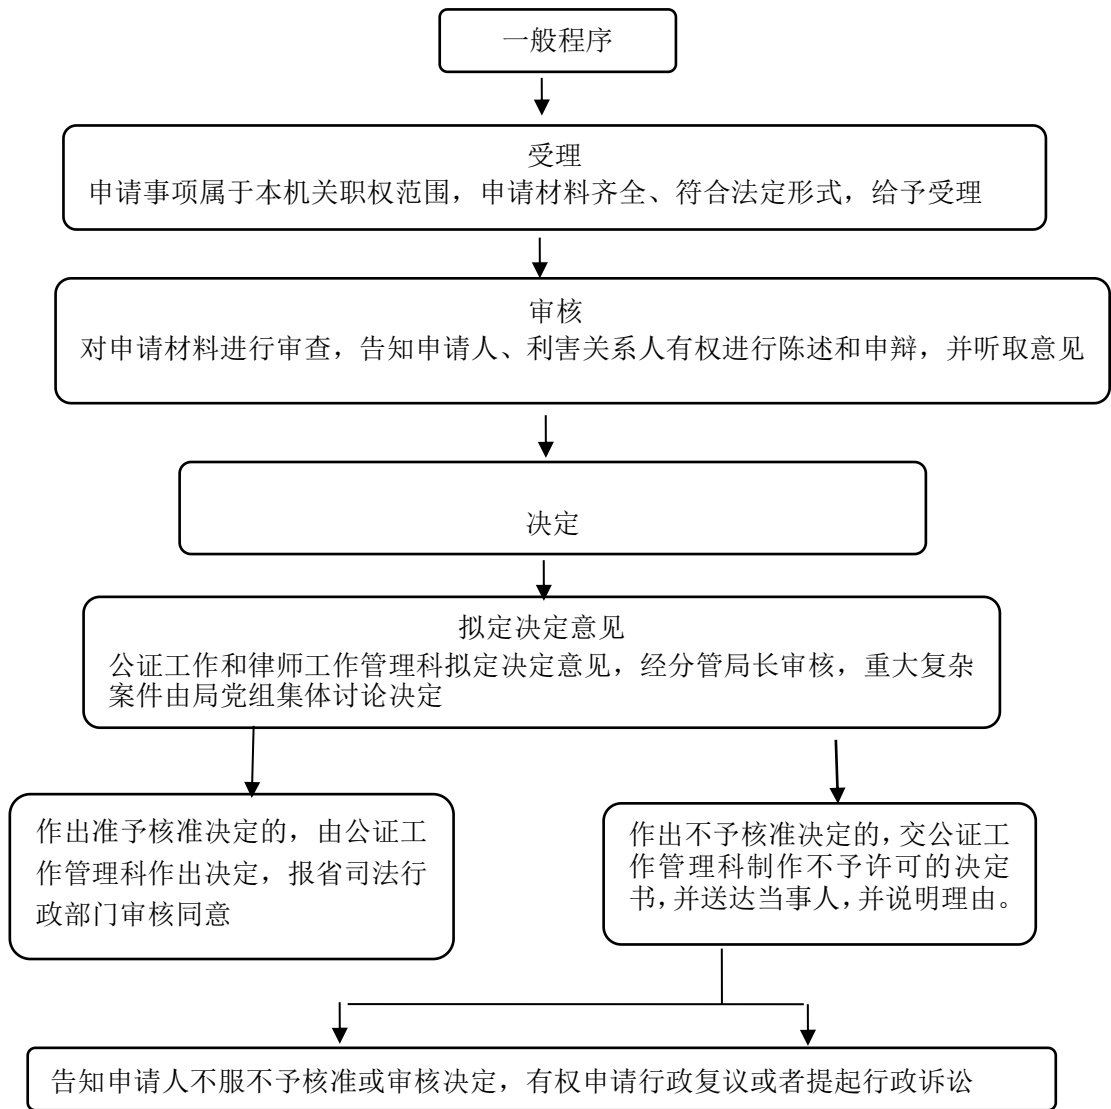 一般程序
受理
申请事项属于本机关职权范围，申请材料齐全、符合法定形式，给予受理
审核
对申请材料进行审查，告知申请人、利害关系人有权进行陈述和申辩，并听取意见
决定
拟定决定意见
公证工作和律师工作管理科拟定决定意见，经分管局长审核，重大复杂
案件由局党组集体讨论决定
作出准予核准决定的，由公证工
作管理科作出决定，报省司法行
政部门审核同意
作出不予核准决定的，交公证工
作管理科制作不予许可的决定
书，并送达当事人，并说明理由。
告知申请人不服不予核准或审核决定，有权申请行政复议或者提起行政诉讼